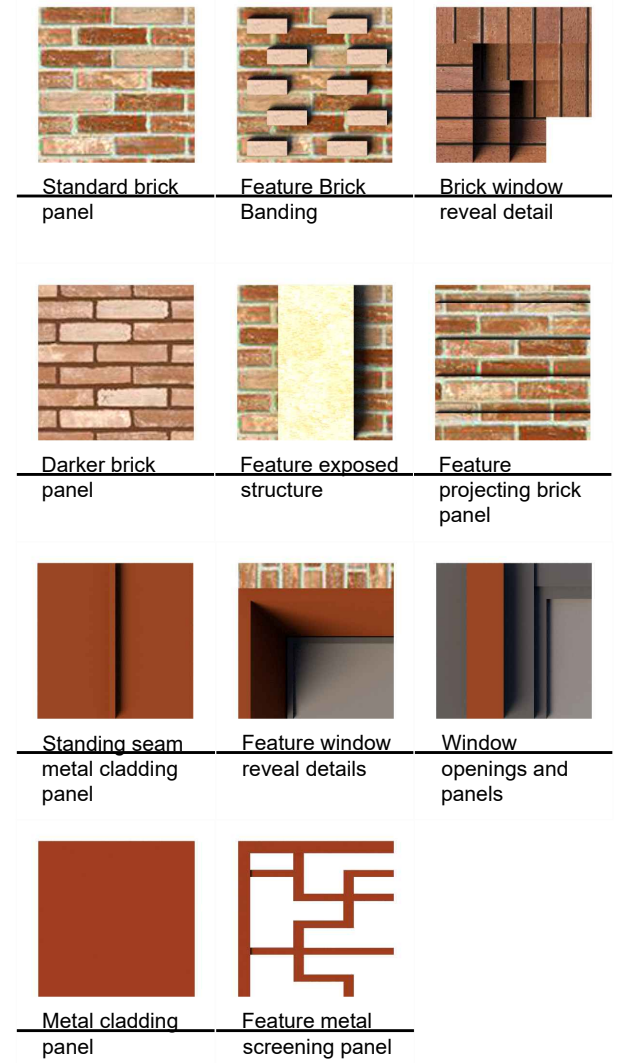 Standard brick
panel
Feature Brick
Banding
Brick window
reveal detail
Darker brick
panel
Feature exposed
structure
Feature
projecting brick
panel
Standing seam
metal cladding
panel
Feature window
reveal details
Window
openings and
panels
Metal cladding
panel
Feature metal
screening panel